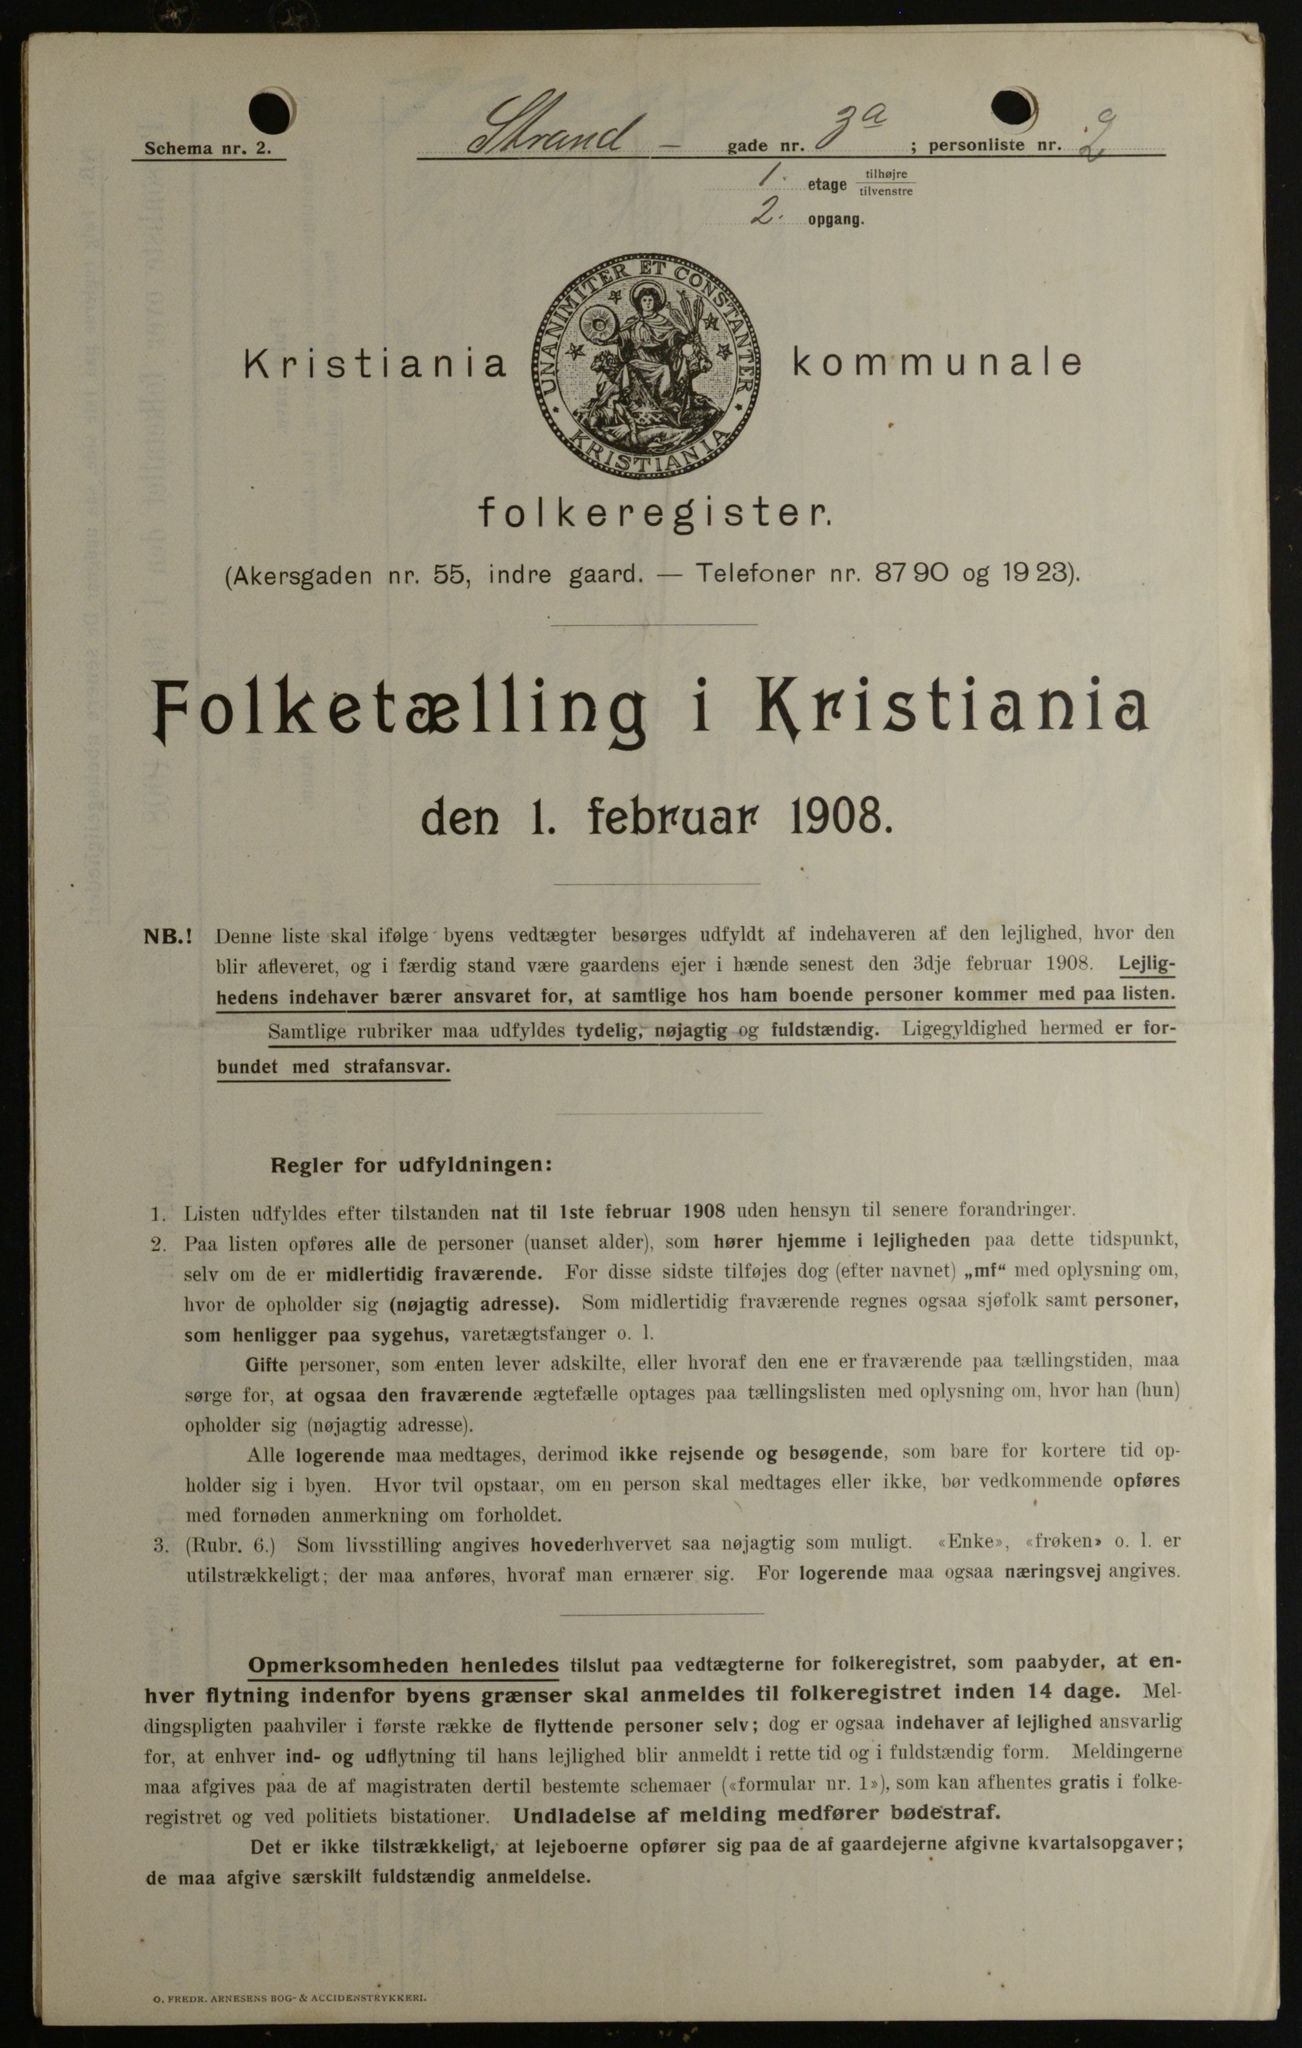 Schema nr. 2.
Strand - gade nr. 3a ; personliste nr. 2
1. etage tilhøjre
tilvenstre
2. opgang.
UNANIMITER ET CONSTANTER
KRISTIANIA
Kristiania kommunale
folkeregister.
(Akersgaden nr. 55, indre gaard. — Telefoner nr. 8790 og 1923).
Folketælling i Kristiania
den 1. februar 1908.
NB.! Denne liste skal ifølge byens vedtægter besørges udfyldt af indehaveren af den lejlighed, hvor den
blir afleveret, og i færdig stand være gaardens ejer i hænde senest den 3dje februar 1908. Lejlig-
hedens indehaver bærer ansvaret for, at samtlige hos ham boende personer kommer med paa listen.
Samtlige rubriker maa udfyldes tydelig, nøjagtig og fuldstændig. Ligegyldighed hermed er for-
bundet med strafansvar.
Regler for udfyldningen:
1. Listen udfyldes efter tilstanden nat til 1ste februar 1908 uden hensyn til senere forandringer.
2. Paa listen opføres alle de personer (uanset alder), som hører hjemme i lejligheden paa dette tidspunkt,
selv om de er midlertidig fraværende. For disse sidste tilføjes dog (efter navnet) „mf“ med oplysning om,
hvor de opholder sig (nøjagtig adresse). Som midlertidig fraværende regnes ogsaa sjøfolk samt personer,
som henligger paa sygehus, varetægtsfanger o. l.
Gifte personer, som enten lever adskilte, eller hvoraf den ene er fraværende paa tællingstiden, maa
sørge for, at ogsaa den fraværende ægtefælle optages paa tællingslisten med oplysning om, hvor han (hun)
opholder sig (nøjagtig adresse).
Alle logerende maa medtages, derimod ikke rejsende og besøgende, som bare for kortere tid op-
holder sig i byen. Hvor tvil opstaar, om en person skal medtages eller ikke, bør vedkommende opføres
med fornøden anmerkning om forholdet.
3. (Rubr. 6.) Som livsstilling angives hovederhvervet saa nøjagtig som muligt. «Enke», «frøken» o. l. er
utilstrækkeligt; der maa anføres, hvoraf man ernærer sig. For logerende maa ogsaa næringsvej angives.
Opmerksomheden henledes tilslut paa vedtægterne for folkeregistret, som paabyder, at en-
hver flytning indenfor byens grænser skal anmeldes til folkeregistret inden 14 dage. Mel-
dingspligten paahviler i første række de flyttende personer selv; dog er ogsaa indehaver af lejlighed ansvarlig
for, at enhver ind- og udflytning til hans lejlighed blir anmeldt i rette tid og i fuldstændig form. Meldingerne
maa afgives paa de af magistraten dertil bestemte schemaer («formular nr. 1»), som kan afhentes gratis i folke-
registret og ved politiets bistationer. Undladelse af melding medfører bødestraf.
Det er ikke tilstrækkeligt, at lejeboerne opfører sig paa de af gaardejerne afgivne kvartalsopgaver;
de maa afgive særskilt fuldstændig anmeldelse.
O. FREDR. ARNESENS BOG- & ACCIDENSTRYKKERI.